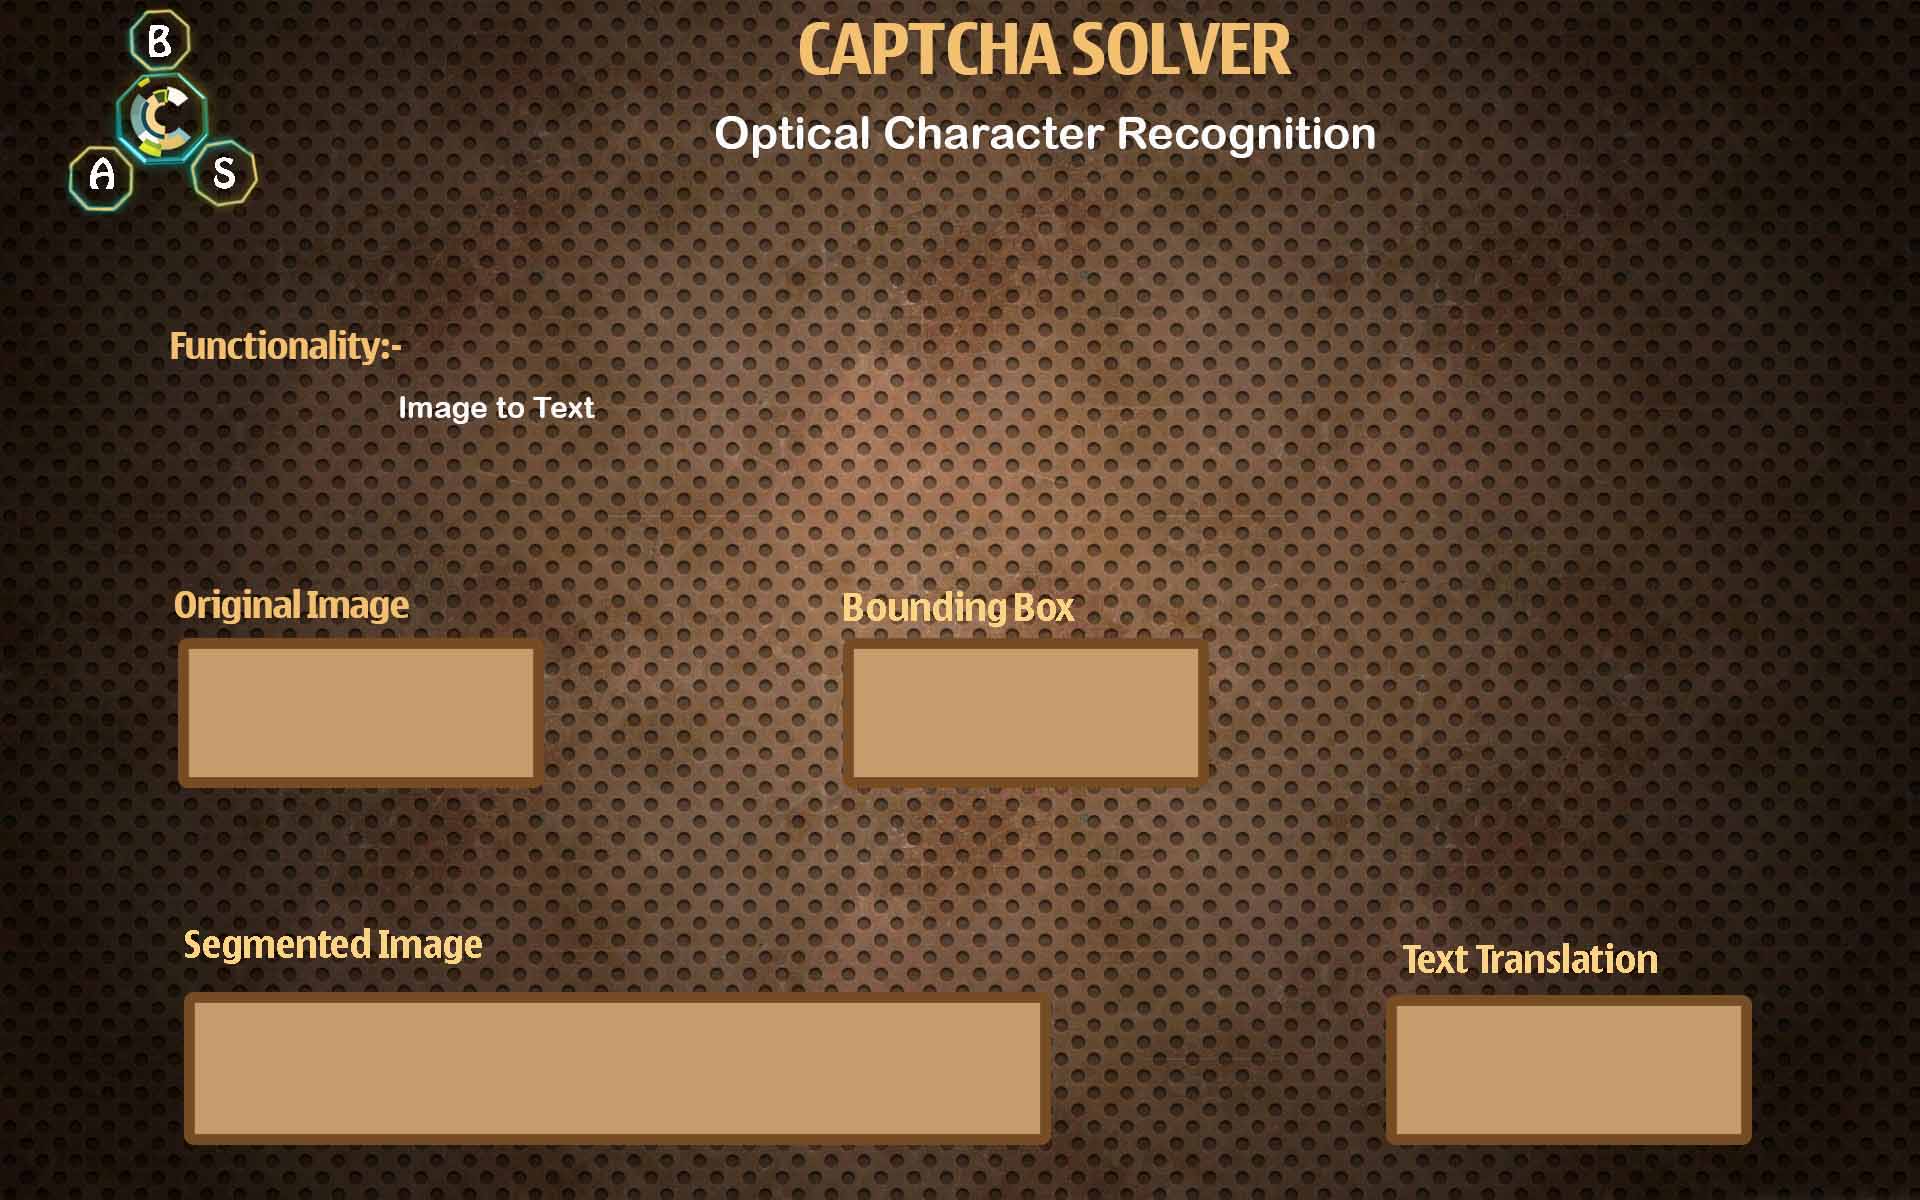 B
C
A S
CAPTCHA SOLVER
Optical Character Recognition
Functionality:-
Image to Text
Original Image
Bounding Box
Segmented Image
Text Translation